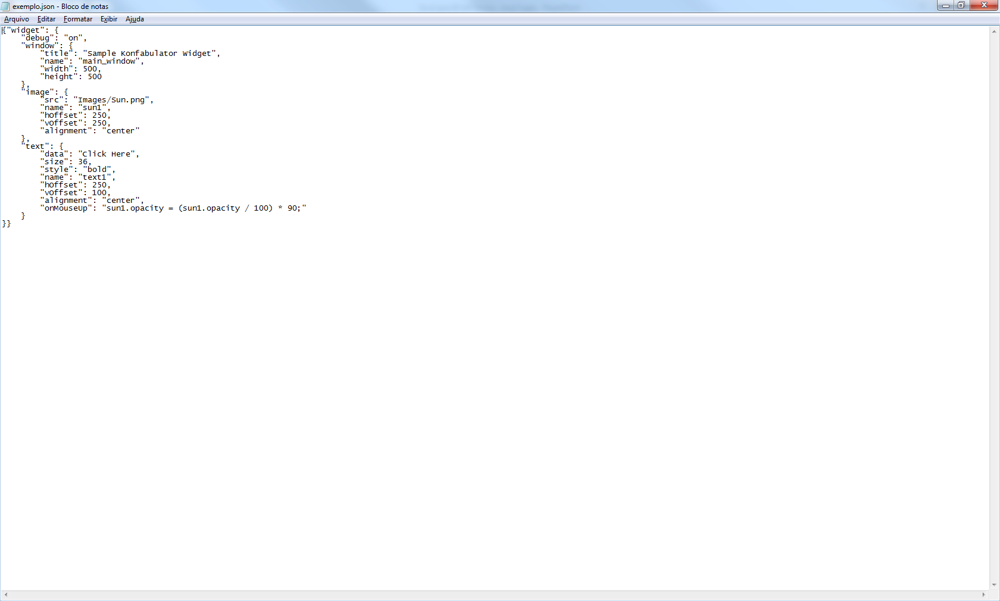 exemplo.json - Bloco de notas
Arquivo Editar Formatar Exibir Ajuda
{"widget": {
    "debug": "on",
    "window": {
        "title": "Sample Konfabulator Widget",
        "name": "main_window",
        "width": 500,
        "height": 500
    },
    "image": {
        "src": "Images/Sun.png",
        "name": "sun1",
        "hOffset": 250,
        "vOffset": 250,
        "alignment": "center"
    },
    "text": {
        "data": "Click Here",
        "size": 36,
        "style": "bold",
        "name": "text1",
        "hOffset": 250,
        "vOffset": 100,
        "alignment": "center",
        "onMouseUp": "sun1.opacity = (sun1.opacity / 100) * 90;"
    }
}}